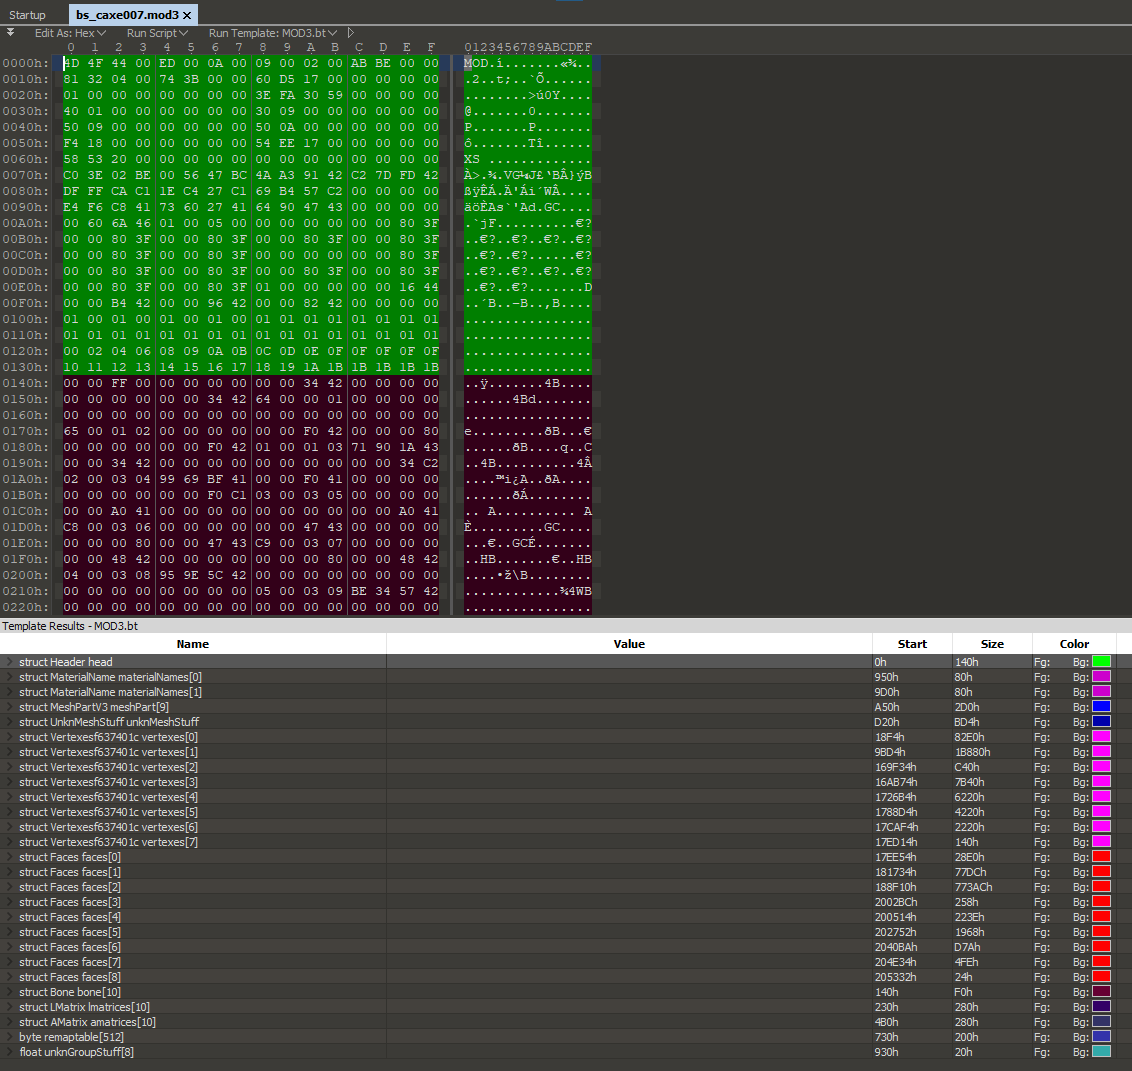 Startup bs_caxe007.mod3
Edit As: Hex Run Script Run Template: MOD3.bt
0 1 2 3 4 5 6 7 8 9 A B C D E F 0123456789ABCDEF
0000h: 4D 4F 44 00 ED 00 0A 00 09 00 02 00 AB BE 00 00 MOD.í.......«¾..
0010h: 81 32 04 00 74 3B 00 00 60 D5 17 00 00 00 00 00 .2..t;..`Õ......
0020h: 01 00 00 00 00 00 00 00 3E FA 30 59 00 00 00 00 ........>ú0Y....
0030h: 40 01 00 00 00 00 00 00 30 09 00 00 00 00 00 00 @.......0.......
0040h: 50 09 00 00 00 00 00 00 50 0A 00 00 00 00 00 00 P.......P.......
0050h: F4 18 00 00 00 00 00 00 54 EE 17 00 00 00 00 00 ô.......Tî......
0060h: 58 53 20 00 00 00 00 00 00 00 00 00 00 00 00 00 XS .............
0070h: C0 3E 02 BE 00 56 47 BC 4A A3 91 42 C2 7D FD 42 À>.¾.VG¼J£‘BÂ}ýB
0080h: DF FF CA C1 1E C4 27 C1 69 B4 57 C2 00 00 00 00 ßÿÊÁ.Ä'Ái´WÂ....
0090h: E4 F6 C8 41 73 60 27 41 64 90 47 43 00 00 00 00 äöÈAs`'Ad.GC....
00A0h: 00 60 6A 46 01 00 05 00 00 00 00 00 00 00 80 3F .`jF..........€?
00B0h: 00 00 80 3F 00 00 80 3F 00 00 80 3F 00 00 80 3F ..€?..€?..€?..€?
00C0h: 00 00 80 3F 00 00 80 3F 00 00 00 00 00 00 80 3F ..€?..€?......€?
00D0h: 00 00 80 3F 00 00 80 3F 00 00 80 3F 00 00 80 3F ..€?..€?..€?..€?
00E0h: 00 00 80 3F 00 00 80 3F 01 00 00 00 00 00 16 44 ..€?..€?.......D
00F0h: 00 00 B4 42 00 00 96 42 00 00 82 42 00 00 00 00 ..´B..–B..‚B....
0100h: 01 00 01 00 01 00 01 01 01 01 01 01 01 01 01 01 ................
0110h: 01 01 01 01 01 01 01 01 01 01 01 01 01 01 01 01 ................
0120h: 00 02 04 06 08 09 0A 0B 0C 0D 0E 0F 0F 0F 0F 0F ................
0130h: 10 11 12 13 14 15 16 17 18 19 1A 1B 1B 1B 1B 1B ................
0140h: 00 00 FF 00 00 00 00 00 00 00 34 42 00 00 00 00 ..ÿ.......4B....
0150h: 00 00 00 00 00 00 34 42 64 00 00 01 00 00 00 00 ......4Bd.......
0160h: 00 00 00 00 00 00 00 00 00 00 00 00 00 00 00 00 ................
0170h: 65 00 01 02 00 00 00 00 00 00 F0 42 00 00 00 80 e.........ðB...€
0180h: 00 00 00 00 00 00 F0 42 01 00 01 03 71 90 1A 43 ......ðB....q..C
0190h: 00 00 34 42 00 00 00 00 00 00 00 00 00 00 34 C2 ..4B..........4Â
01A0h: 02 00 03 04 99 69 BF 41 00 00 F0 41 00 00 00 00 ....™i¿A..ðA....
01B0h: 00 00 00 00 00 00 F0 C1 03 00 03 05 00 00 00 00 ......ðÁ........
01C0h: 00 00 A0 41 00 00 00 00 00 00 00 00 00 00 A0 41 .. A.......... A
01D0h: C8 00 03 06 00 00 00 00 00 00 47 43 00 00 00 00 È.........GC....
01E0h: 00 00 00 80 00 00 47 43 C9 00 03 07 00 00 00 00 ...€..GCÉ.......
01F0h: 00 00 48 42 00 00 00 00 00 00 00 80 00 00 48 42 ..HB.......€..HB
0200h: 04 00 03 08 95 9E 5C 42 00 00 00 00 00 00 00 00 ....•ž\B........
0210h: 00 00 00 00 00 00 00 00 05 00 03 09 BE 34 57 42 ............¾4WB
0220h: 00 00 00 00 00 00 00 00 00 00 00 00 00 00 00 00 ................
Template Results - MOD3.bt
Name Value Start Size Color
struct Header head 0h 140h Fg: Bg:
struct MaterialName materialNames[0] 950h 80h Fg: Bg:
struct MaterialName materialNames[1] 9D0h 80h Fg: Bg:
struct MeshPartV3 meshPart[9] A50h 2D0h Fg: Bg:
struct UnknMeshStuff unknMeshStuff D20h BD4h Fg: Bg:
struct Vertexesf637401c vertexes[0] 18F4h 82E0h Fg: Bg:
struct Vertexesf637401c vertexes[1] 9BD4h 1B880h Fg: Bg:
struct Vertexesf637401c vertexes[2] 169F34h C40h Fg: Bg:
struct Vertexesf637401c vertexes[3] 16AB74h 7B40h Fg: Bg:
struct Vertexesf637401c vertexes[4] 1726B4h 6220h Fg: Bg:
struct Vertexesf637401c vertexes[5] 1788D4h 4220h Fg: Bg:
struct Vertexesf637401c vertexes[6] 17CAF4h 2220h Fg: Bg:
struct Vertexesf637401c vertexes[7] 17ED14h 140h Fg: Bg:
struct Faces faces[0] 17EE54h 28E0h Fg: Bg:
struct Faces faces[1] 181734h 77DCh Fg: Bg:
struct Faces faces[2] 188F10h 773ACh Fg: Bg:
struct Faces faces[3] 2002BCh 258h Fg: Bg:
struct Faces faces[4] 200514h 223Eh Fg: Bg:
struct Faces faces[5] 202752h 1968h Fg: Bg:
struct Faces faces[6] 2040BAh D7Ah Fg: Bg:
struct Faces faces[7] 204E34h 4FEh Fg: Bg:
struct Faces faces[8] 205332h 24h Fg: Bg:
struct Bone bone[10] 140h F0h Fg: Bg:
struct LMatrix lmatrices[10] 230h 280h Fg: Bg:
struct AMatrix amatrices[10] 4B0h 280h Fg: Bg:
byte remaptable[512] 730h 200h Fg: Bg:
float unknGroupStuff[8] 930h 20h Fg: Bg: